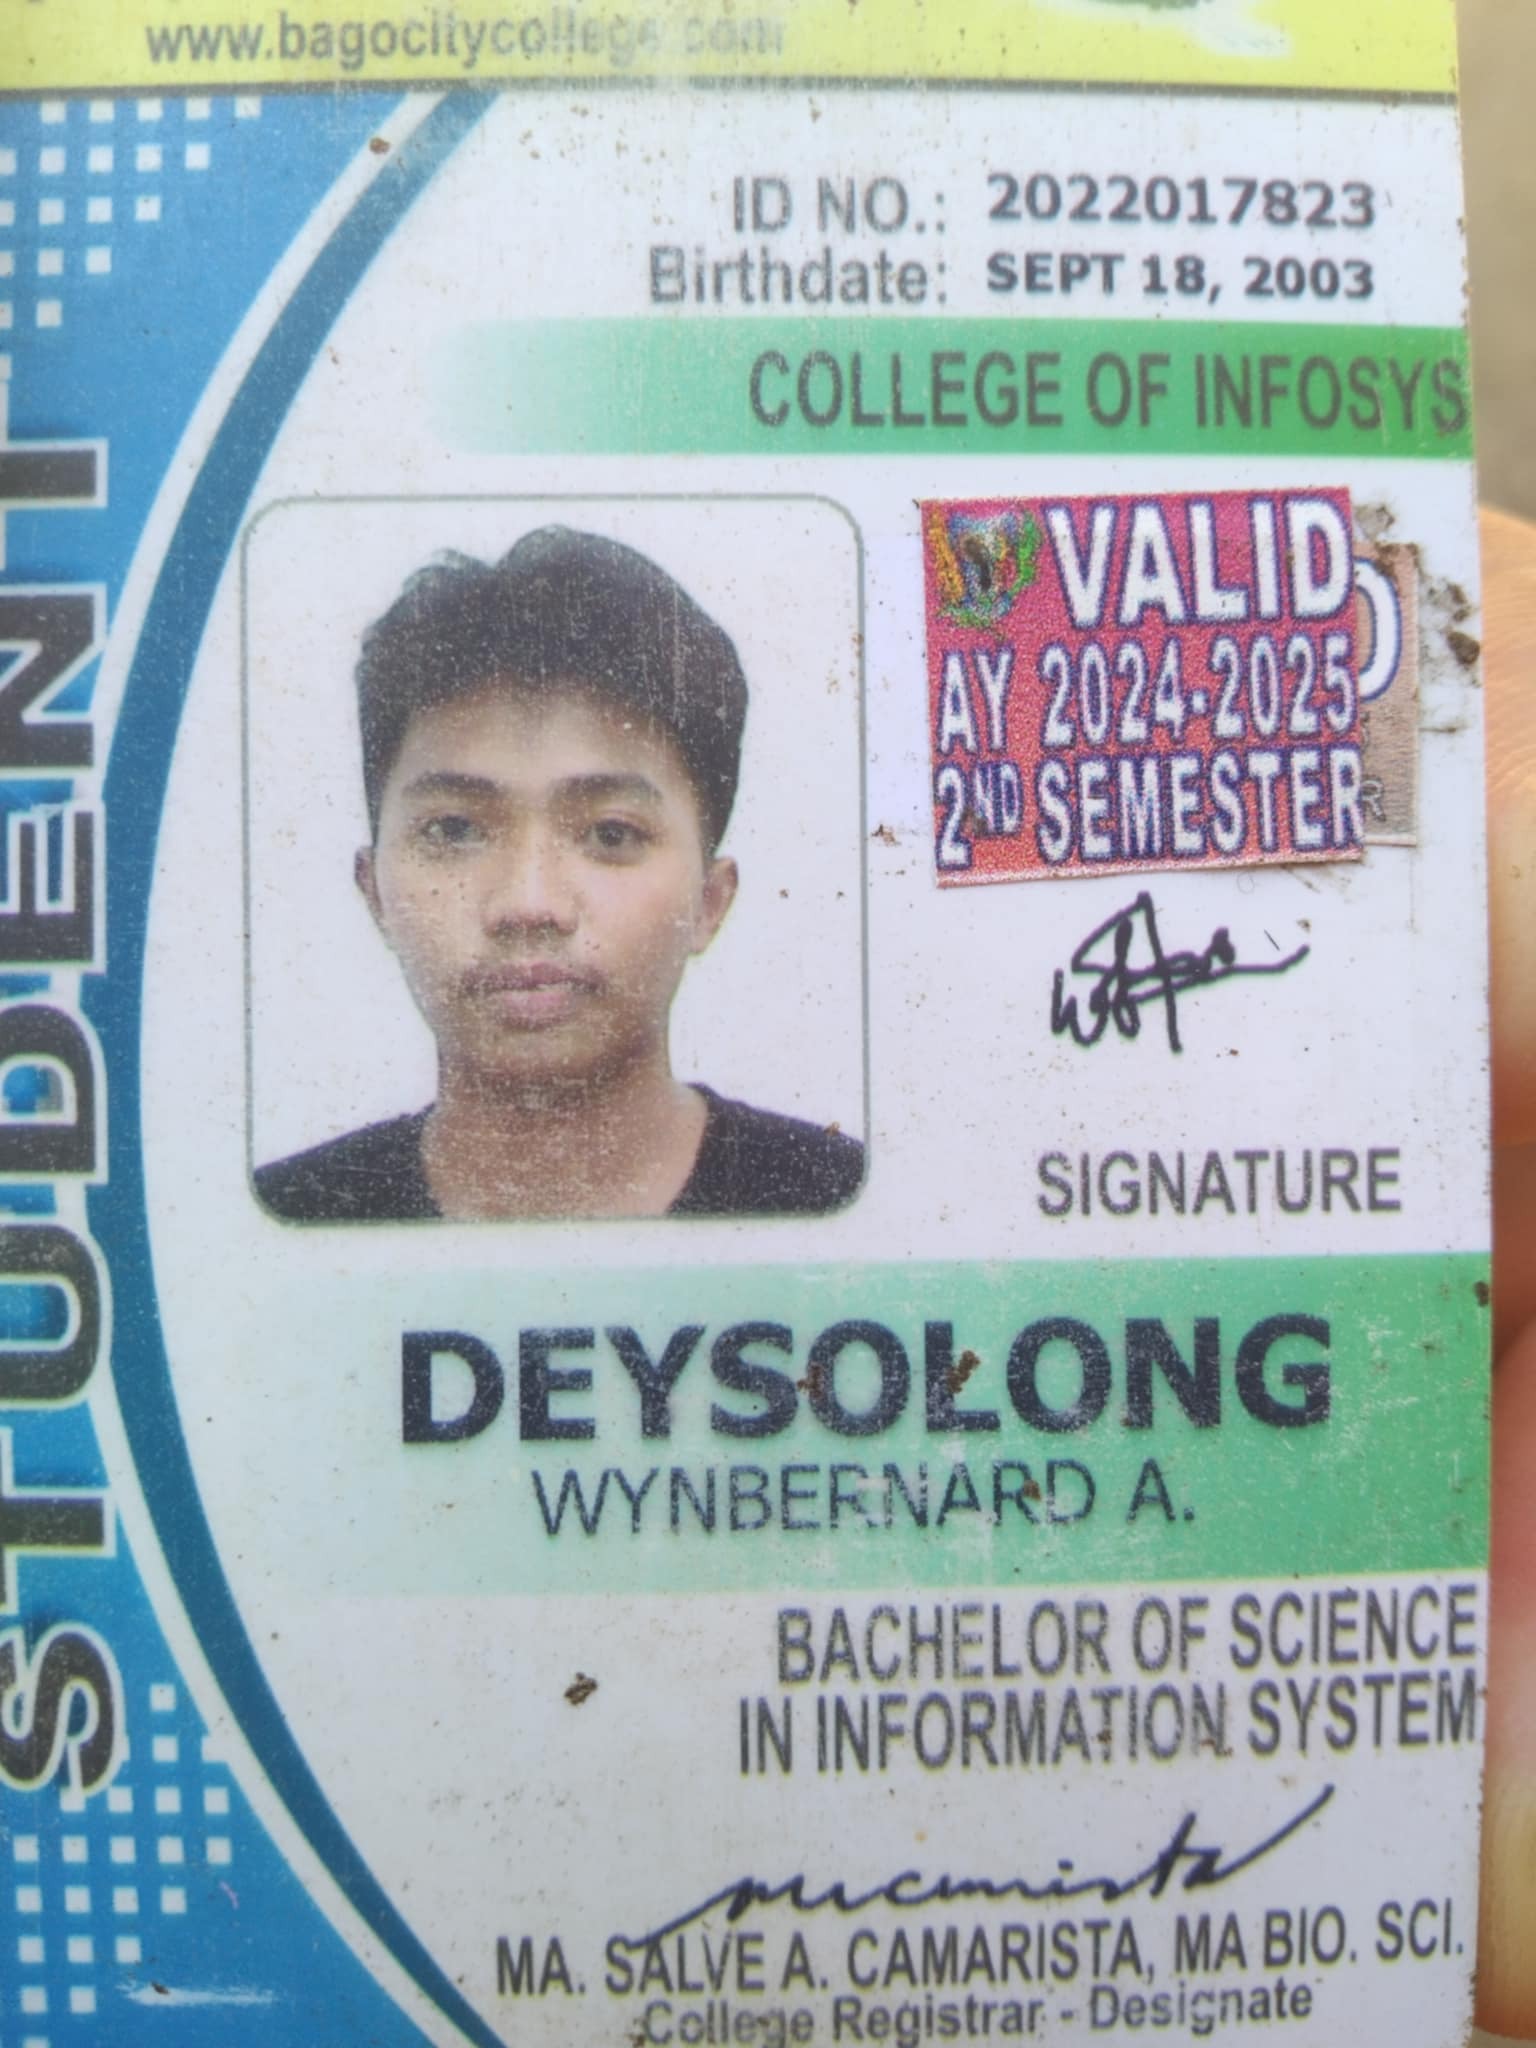 www.bagocitycollege.com
ID NO.: 2022017823
Birthdate: SEPT 18, 2003
COLLEGE OF INFOSYS
VALID
AY 2024-2025
2ND SEMESTER
SIGNATURE
DEYSOLONG
WYNBERNARD A.
BACHELOR OF SCIENCE
IN INFORMATION SYSTEM
MA. SALVE A. CAMARISTA, MA BIO. SCI.
College Registrar - Designate
STUDENT